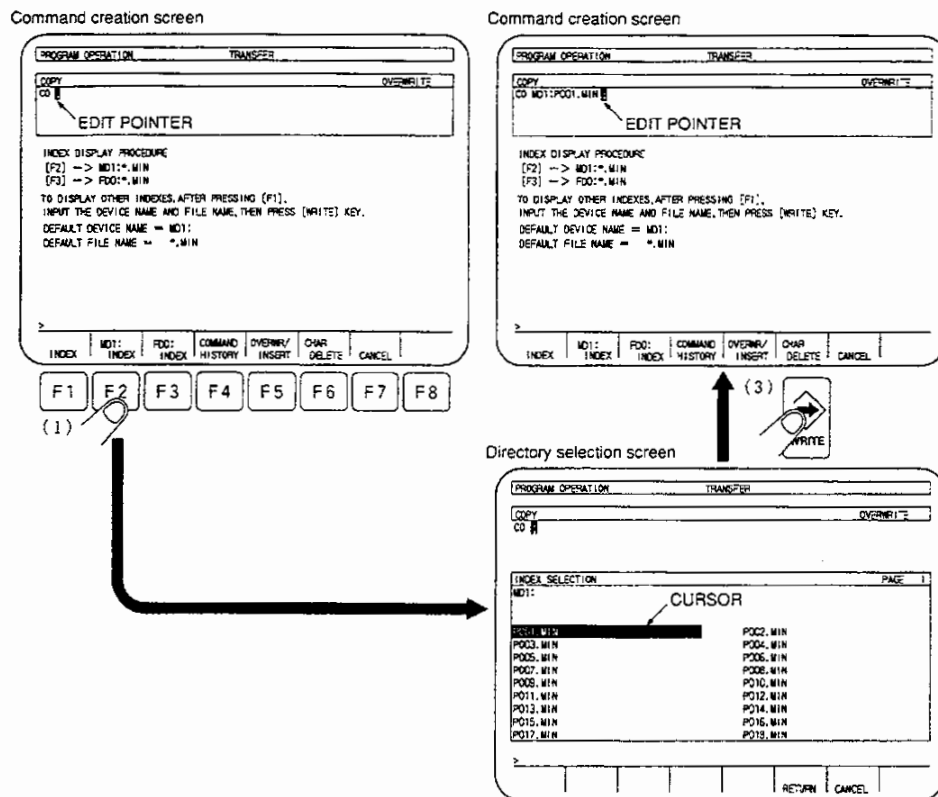 Command creation screen
PROGRAM OPERATION TRANSFER
COPY OVERWRITE
CO
EDIT POINTER
INDEX DISPLAY PROCEDURE
[F2] --> MD1:*.MIN
[F3] --> FD0:*.MIN
TO DISPLAY OTHER INDEXES, AFTER PRESSING [F1],
INPUT THE DEVICE NAME AND FILE NAME, THEN PRESS [WRITE] KEY.
DEFAULT DEVICE NAME = MD1:
DEFAULT FILE NAME = *.MIN
>
INDEX
MD1: INDEX
FD0: INDEX
COMMAND HISTORY
OVERWR/ INSERT
CHAR DELETE
CANCEL
F1 F2 F3 F4 F5 F6 F7 F8
(1)
Command creation screen
PROGRAM OPERATION TRANSFER
COPY OVERWRITE
CO MD1:P001.MIN
EDIT POINTER
INDEX DISPLAY PROCEDURE
[F2] --> MD1:*.MIN
[F3] --> FD0:*.MIN
TO DISPLAY OTHER INDEXES, AFTER PRESSING [F1],
INPUT THE DEVICE NAME AND FILE NAME, THEN PRESS [WRITE] KEY.
DEFAULT DEVICE NAME = MD1:
DEFAULT FILE NAME = *.MIN
>
INDEX
MD1: INDEX
FD0: INDEX
COMMAND HISTORY
OVERWR/ INSERT
CHAR DELETE
CANCEL
(3)
WRITE
Directory selection screen
PROGRAM OPERATION TRANSFER
COPY OVERWRITE
CO
INDEX SELECTION PAGE 1
MD1:
CURSOR
P001.MIN P002.MIN
P003.MIN P004.MIN
P005.MIN P006.MIN
P007.MIN P008.MIN
P009.MIN P010.MIN
P011.MIN P012.MIN
P013.MIN P014.MIN
P015.MIN P016.MIN
P017.MIN P018.MIN
>
RETURN CANCEL